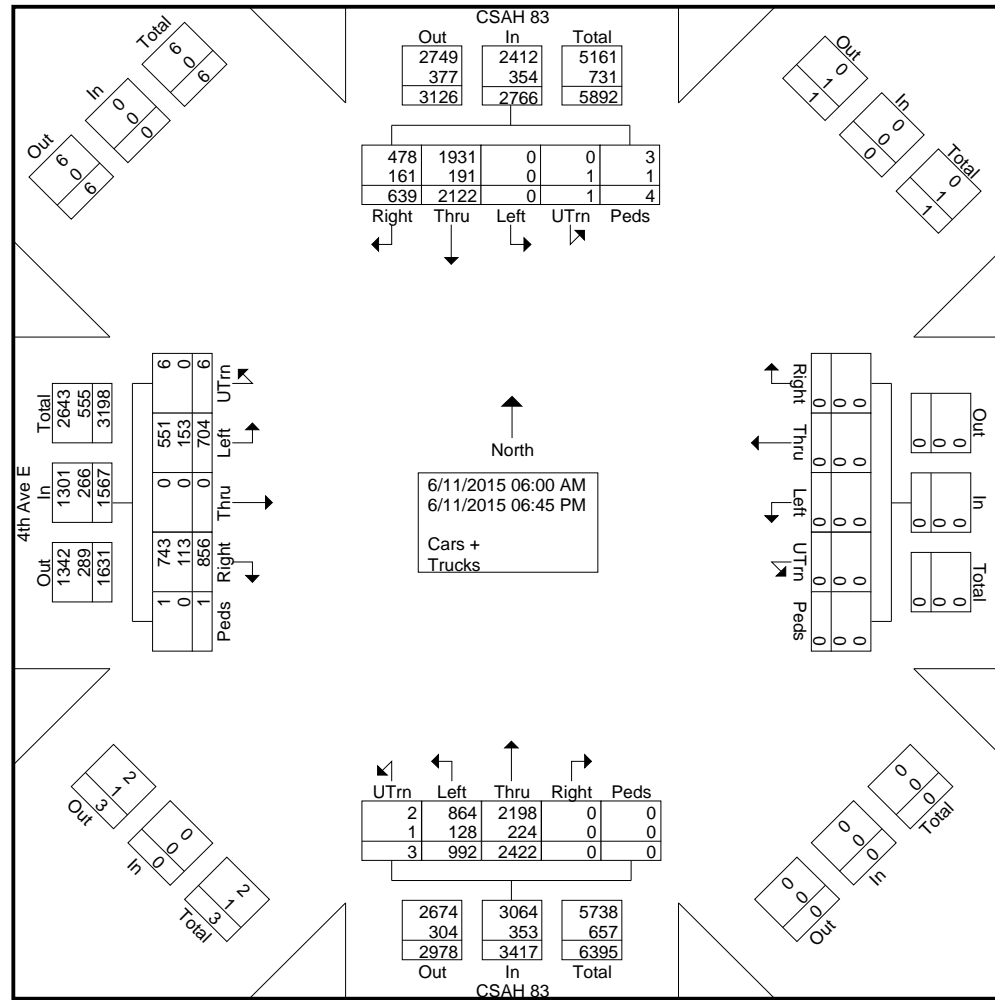 CSAH 83
Out In Total
2749 2412 5161
377 354 731
3126 2766 5892
478 1931 0 0 3
161 191 0 1 1
639 2122 0 1 4
Right Thru Left UTrn Peds
Total
6
0
6
In
0
0
0
Out
6
0
6
Out
0
1
1
In
0
0
0
Total
0
1
1
4th Ave E
Total
2643
555
3198
In
1301
266
1567
Out
1342
289
1631
6 0 6 UTrn
551 153 704 Left
0 0 0 Thru
743 113 856 Right
1 0 1 Peds
North
6/11/2015 06:00 AM
6/11/2015 06:45 PM
Cars +
Trucks
Right 0 0 0
Thru 0 0 0
Left 0 0 0
UTrn 0 0 0
Peds 0 0 0
Out
0 0 0
In
0 0 0
Total
0 0 0
2
1
3
Out
0
0
0
In
2
1
3
Total
0
0
0
Total
0
0
0
In
0
0
0
Out
UTrn Left Thru Right Peds
2 864 2198 0 0
1 128 224 0 0
3 992 2422 0 0
2674 3064 5738
304 353 657
2978 3417 6395
Out In Total
CSAH 83